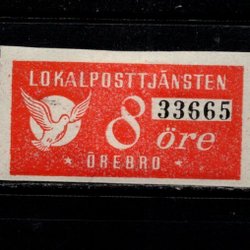 LOKALPOSTTJÄNSTEN
8 öre
33665
* ÖREBRO *